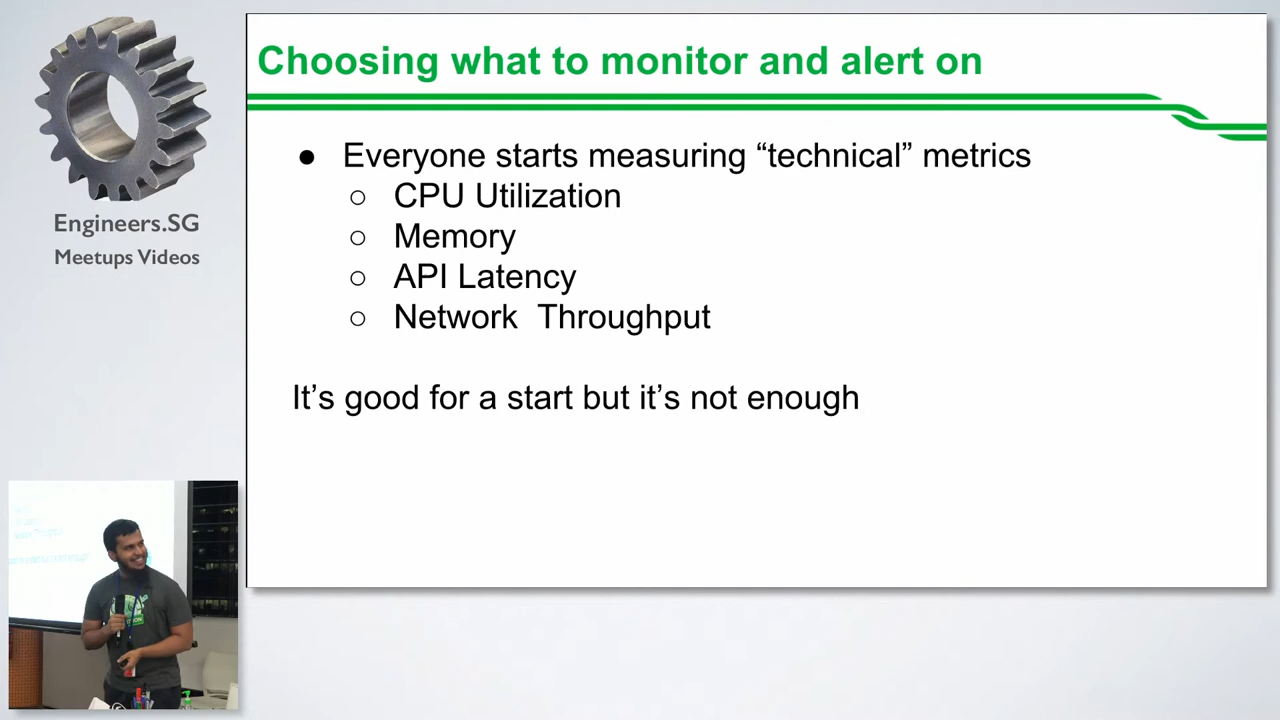 Engineers.SG
Meetups Videos
Choosing what to monitor and alert on
● Everyone starts measuring “technical” metrics
○ CPU Utilization
○ Memory
○ API Latency
○ Network Throughput
It’s good for a start but it’s not enough